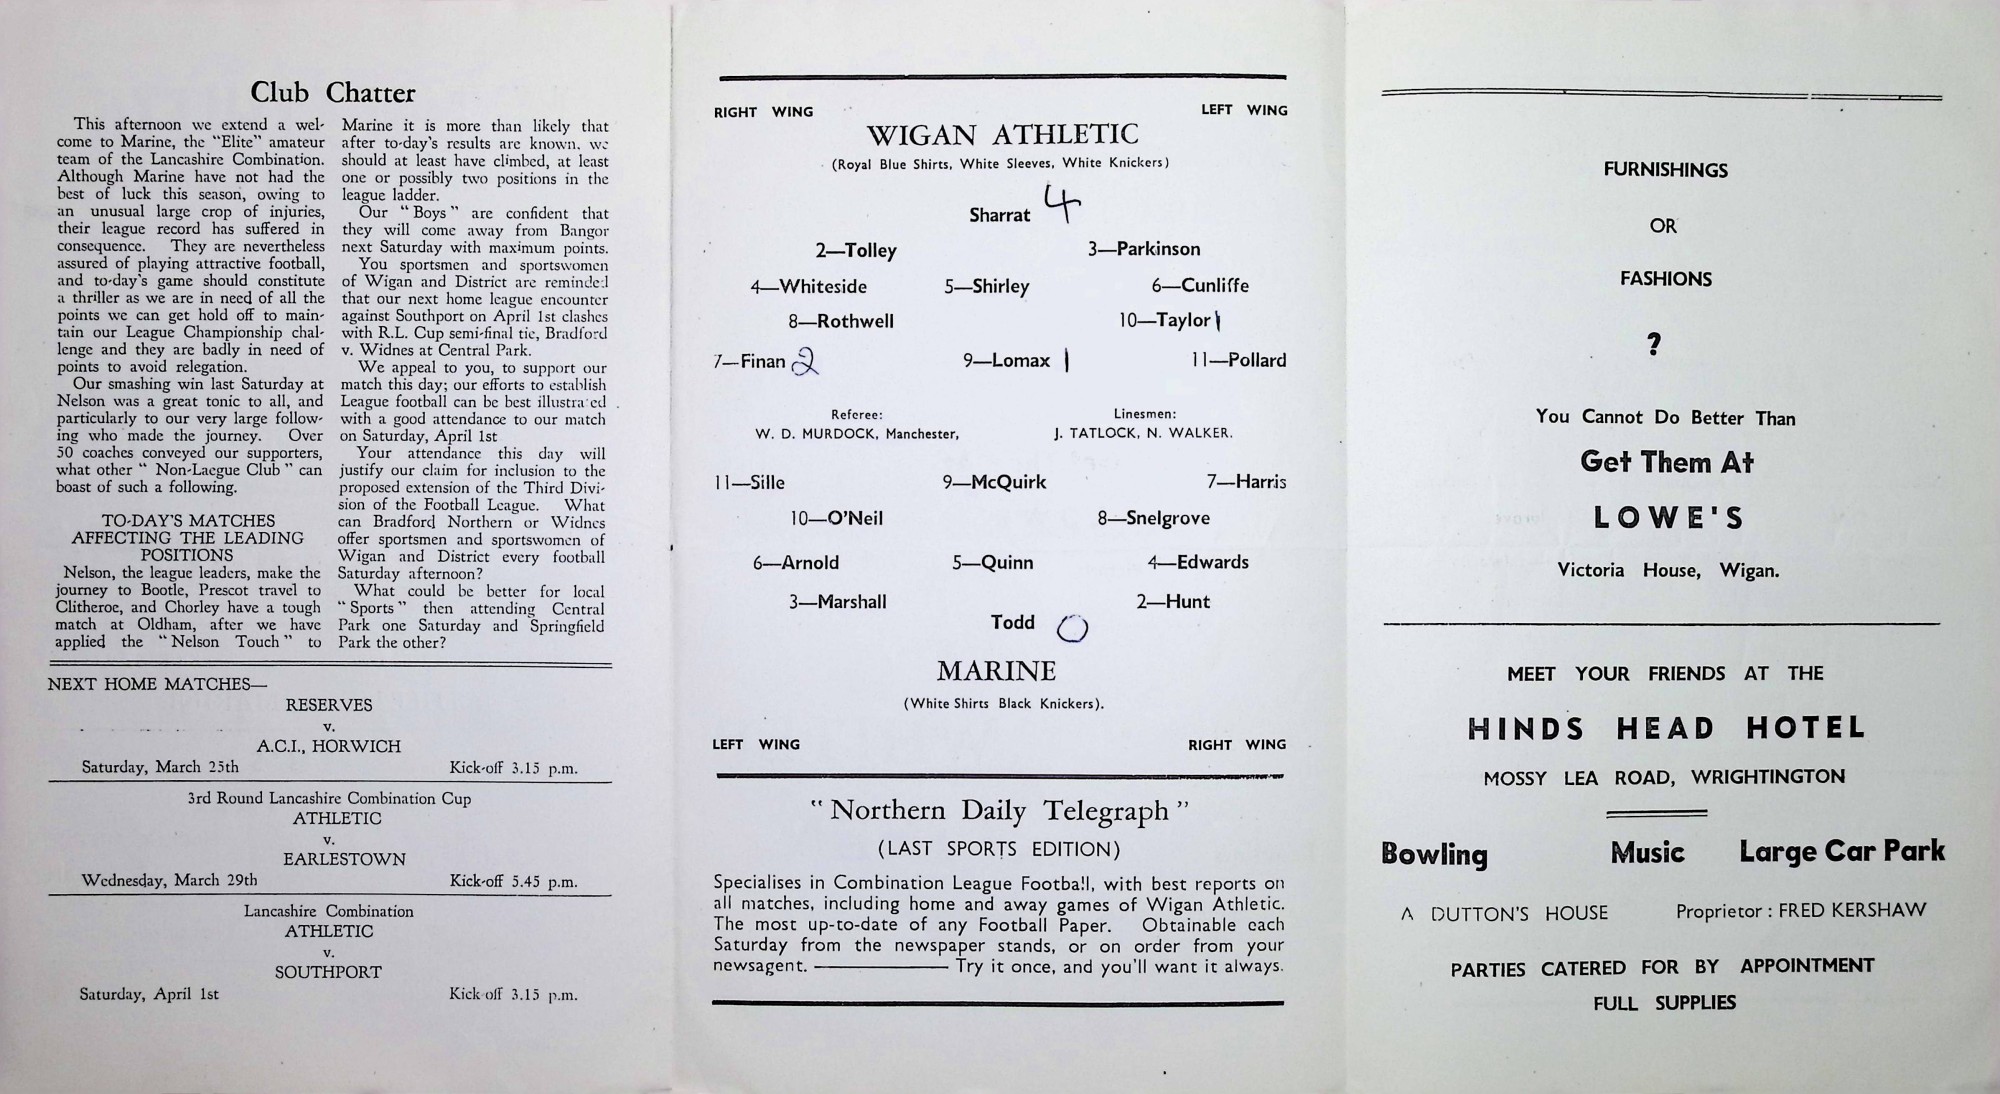 Club Chatter
This afternoon we extend a wel-
come to Marine, the "Elite" amateur
team of the Lancashire Combination.
Although Marine have not had the
best of luck this season, owing to
an unusual large crop of injuries,
their league record has suffered in
consequence. They are nevertheless
assured of playing attractive football,
and to-day's game should constitute
a thriller as we are in need of all the
points we can get hold off to main-
tain our League Championship chal-
lenge and they are badly in need of
points to avoid relegation.
Our smashing win last Saturday at
Nelson was a great tonic to all, and
particularly to our very large follow-
ing who made the journey. Over
50 coaches conveyed our supporters,
what other " Non-Laegue Club " can
boast of such a following.
TO-DAY'S MATCHES
AFFECTING THE LEADING
POSITIONS
Nelson, the league leaders, make the
journey to Bootle, Prescot travel to
Clitheroe, and Chorley have a tough
match at Oldham, after we have
applied the "Nelson Touch" to
Marine it is more than likely that
after to-day's results are known, we
should at least have climbed, at least
one or possibly two positions in the
league ladder.
Our "Boys" are confident that
they will come away from Bangor
next Saturday with maximum points.
You sportsmen and sportswomen
of Wigan and District are reminded
that our next home league encounter
against Southport on April 1st clashes
with R.L. Cup semi-final tie, Bradford
v. Widnes at Central Park.
We appeal to you, to support our
match this day; our efforts to establish
League football can be best illustrated
with a good attendance to our match
on Saturday, April 1st
Your attendance this day will
justify our claim for inclusion to the
proposed extension of the Third Divi-
sion of the Football League. What
can Bradford Northern or Widnes
offer sportsmen and sportswomen of
Wigan and District every football
Saturday afternoon?
What could be better for local
"Sports" then attending Central
Park one Saturday and Springfield
Park the other?
NEXT HOME MATCHES—
RESERVES
v.
A.C.I., HORWICH
Saturday, March 25th Kick-off 3.15 p.m.
3rd Round Lancashire Combination Cup
ATHLETIC
v.
EARLESTOWN
Wednesday, March 29th Kick-off 5.45 p.m.
Lancashire Combination
ATHLETIC
v.
SOUTHPORT
Saturday, April 1st Kick off 3.15 p.m.
RIGHT WING LEFT WING
WIGAN ATHLETIC
(Royal Blue Shirts, White Sleeves, White Knickers)
Sharrat 4
2—Tolley 3—Parkinson
4—Whiteside 5—Shirley 6—Cunliffe
8—Rothwell 10—Taylor 1
7—Finan 2 9—Lomax 1 11—Pollard
Referee: Linesmen:
W. D. MURDOCK, Manchester, J. TATLOCK, N. WALKER.
11—Sille 9—McQuirk 7—Harris
10—O'Neil 8—Snelgrove
6—Arnold 5—Quinn 4—Edwards
3—Marshall 2—Hunt
Todd 0
MARINE
(White Shirts Black Knickers).
LEFT WING RIGHT WING
" Northern Daily Telegraph "
(LAST SPORTS EDITION)
Specialises in Combination League Football, with best reports on
all matches, including home and away games of Wigan Athletic.
The most up-to-date of any Football Paper. Obtainable each
Saturday from the newspaper stands, or on order from your
newsagent. ———— Try it once, and you'll want it always.
FURNISHINGS
OR
FASHIONS
?
You Cannot Do Better Than
Get Them At
LOWE'S
Victoria House, Wigan.
MEET YOUR FRIENDS AT THE
HINDS HEAD HOTEL
MOSSY LEA ROAD, WRIGHTINGTON
Bowling Music Large Car Park
A DUTTON'S HOUSE Proprietor : FRED KERSHAW
PARTIES CATERED FOR BY APPOINTMENT
FULL SUPPLIES